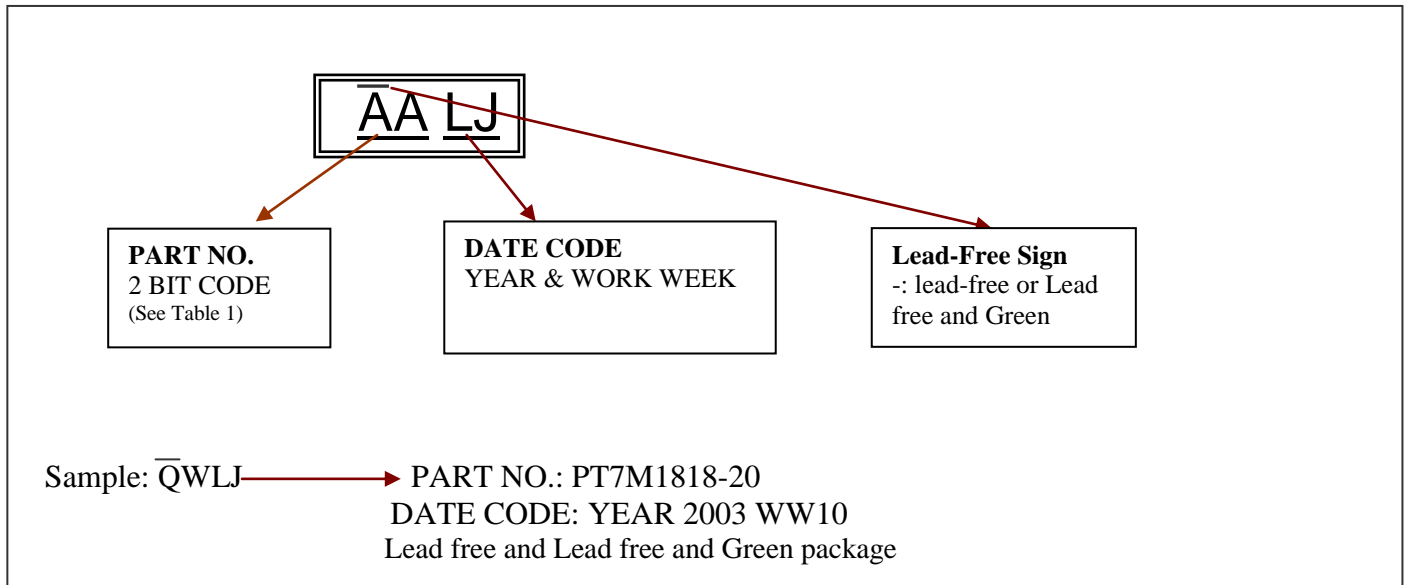 A̅A LJ
PART NO.
2 BIT CODE
(See Table 1)
DATE CODE
YEAR & WORK WEEK
Lead-Free Sign
-: lead-free or Lead
free and Green
Sample: Q̅WLJ PART NO.: PT7M1818-20
DATE CODE: YEAR 2003 WW10
Lead free and Lead free and Green package